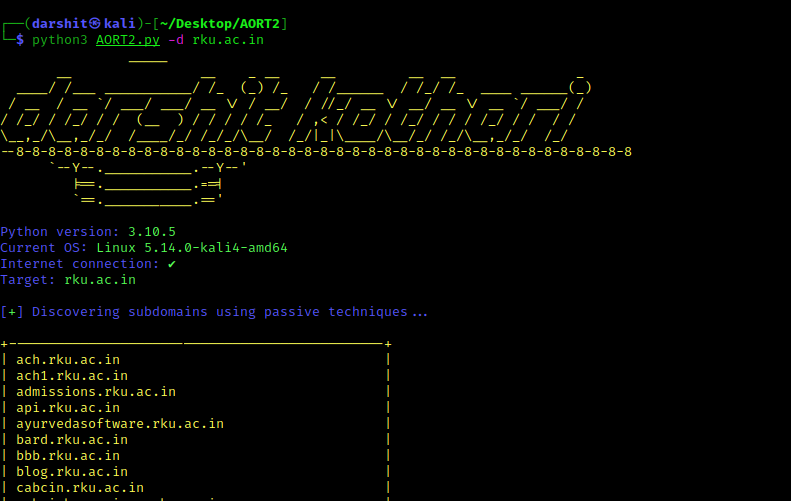 (darshit㉿kali)-[~/Desktop/AORT2]
$ python3 AORT2.py -d rku.ac.in
darshit kotari
--8-8-8-8-8-8-8-8-8-8-8-8-8-8-8-8-8-8-8-8-8-8-8-8-8-8-8-8-8-8-8-8-8-8-8-8-8-8-8
Python version: 3.10.5
Current OS: Linux 5.14.0-kali4-amd64
Internet connection: ✔
Target: rku.ac.in
[+] Discovering subdomains using passive techniques...
ach.rku.ac.in
ach1.rku.ac.in
admissions.rku.ac.in
api.rku.ac.in
ayurvedasoftware.rku.ac.in
bard.rku.ac.in
bbb.rku.ac.in
blog.rku.ac.in
cabcin.rku.ac.in